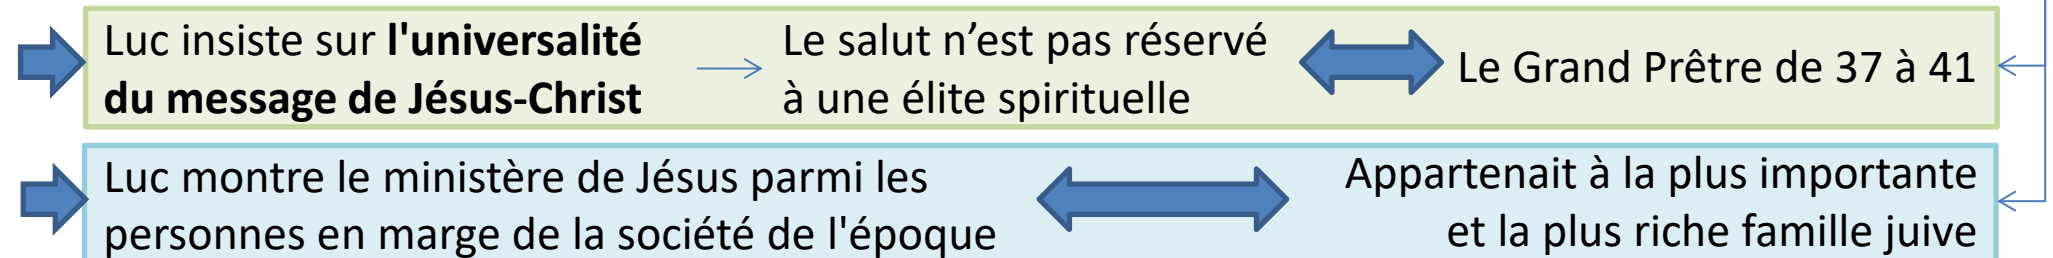 Luc insiste sur l'universalité
du message de Jésus-Christ
Le salut n’est pas réservé
à une élite spirituelle
Le Grand Prêtre de 37 à 41
Luc montre le ministère de Jésus parmi les
personnes en marge de la société de l'époque
Appartenait à la plus importante
et la plus riche famille juive